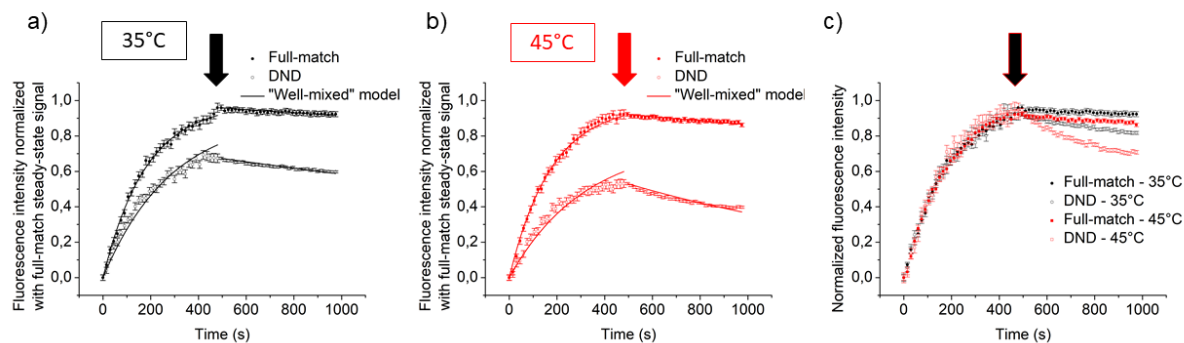 a)
35°C
Full-match
DND
"Well-mixed" model
Fluorescence intensity normalized
with full-match steady-state signal
1,0
0,8
0,6
0,4
0,2
0,0
0 200 400 600 800 1000
Time (s)
b)
45°C
Full-match
DND
"Well-mixed" model
Fluorescence intensity normalized
with full-match steady-state signal
1,0
0,8
0,6
0,4
0,2
0,0
0 200 400 600 800 1000
Time (s)
c)
Normalized fluorescence intensity
1,0
0,8
0,6
0,4
0,2
0,0
Full-match - 35°C
DND - 35°C
Full-match - 45°C
DND - 45°C
0 200 400 600 800 1000
Time (s)